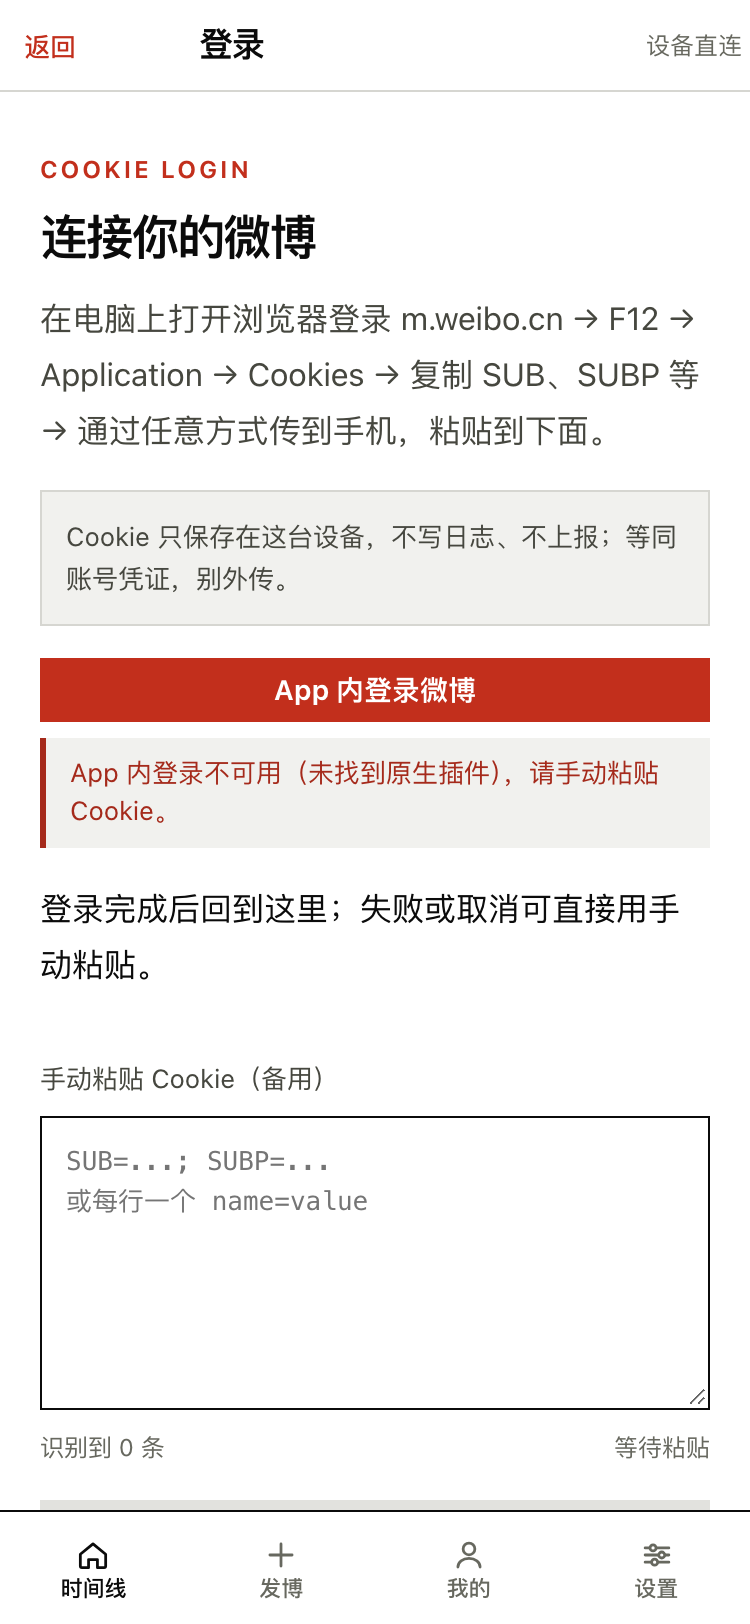 返回 登录 设备直连
COOKIE LOGIN
连接你的微博
在电脑上打开浏览器登录 m.weibo.cn → F12 →
Application → Cookies → 复制 SUB、SUBP 等
→ 通过任意方式传到手机，粘贴到下面。
Cookie 只保存在这台设备，不写日志、不上报；等同
账号凭证，别外传。
App 内登录微博
App 内登录不可用（未找到原生插件），请手动粘贴
Cookie。
登录完成后回到这里；失败或取消可直接用手
动粘贴。
手动粘贴 Cookie（备用）
SUB=...; SUBP=...
或每行一个 name=value
识别到 0 条 等待粘贴
时间线 发博 我的 设置